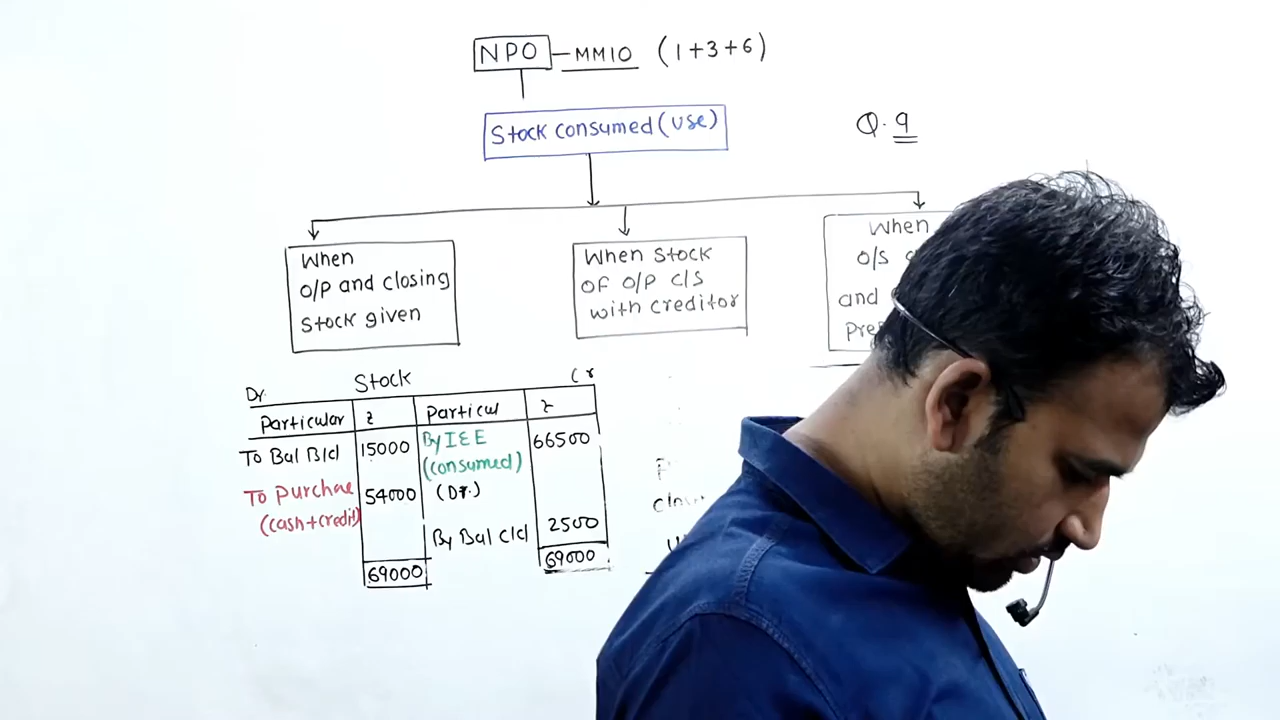 NPO — MM10 (1+3+6)
Stock consumed (use)
Q. 9
When
O/P and closing
Stock given
When Stock
OF O/P C/S
with creditor
When
O/S
and
Dr. Stock Cr
Particular ₹ Particul ₹
To Bal B/d 15000 By I & E 66500
(consumed)
To Purchae 54000 (Dr.)
(cash+credit)
By Bal C/d 2500
69000 69000